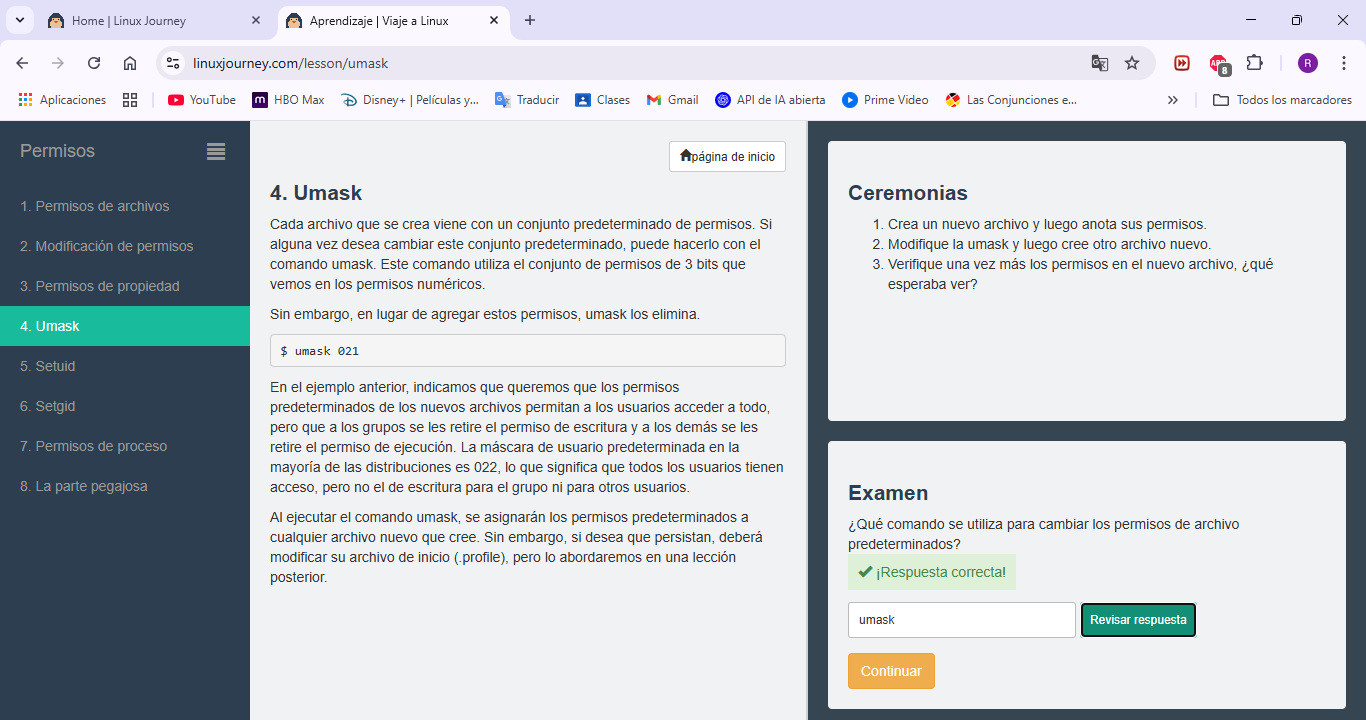 Home | Linux Journey
Aprendizaje | Viaje a Linux
linuxjourney.com/lesson/umask
8
R
Aplicaciones
YouTube
HBO Max
Disney+ | Películas y...
Traducir
Clases
Gmail
API de IA abierta
Prime Video
Las Conjunciones e...
Todos los marcadores
Permisos
1. Permisos de archivos
2. Modificación de permisos
3. Permisos de propiedad
4. Umask
5. Setuid
6. Setgid
7. Permisos de proceso
8. La parte pegajosa
página de inicio
4. Umask
Cada archivo que se crea viene con un conjunto predeterminado de permisos. Si
alguna vez desea cambiar este conjunto predeterminado, puede hacerlo con el
comando umask. Este comando utiliza el conjunto de permisos de 3 bits que
vemos en los permisos numéricos.
Sin embargo, en lugar de agregar estos permisos, umask los elimina.
$ umask 021
En el ejemplo anterior, indicamos que queremos que los permisos
predeterminados de los nuevos archivos permitan a los usuarios acceder a todo,
pero que a los grupos se les retire el permiso de escritura y a los demás se les
retire el permiso de ejecución. La máscara de usuario predeterminada en la
mayoría de las distribuciones es 022, lo que significa que todos los usuarios tienen
acceso, pero no el de escritura para el grupo ni para otros usuarios.
Al ejecutar el comando umask, se asignarán los permisos predeterminados a
cualquier archivo nuevo que cree. Sin embargo, si desea que persistan, deberá
modificar su archivo de inicio (.profile), pero lo abordaremos en una lección
posterior.
Ceremonias
1. Crea un nuevo archivo y luego anota sus permisos.
2. Modifique la umask y luego cree otro archivo nuevo.
3. Verifique una vez más los permisos en el nuevo archivo, ¿qué
esperaba ver?
Examen
¿Qué comando se utiliza para cambiar los permisos de archivo
predeterminados?
¡Respuesta correcta!
umask
Revisar respuesta
Continuar